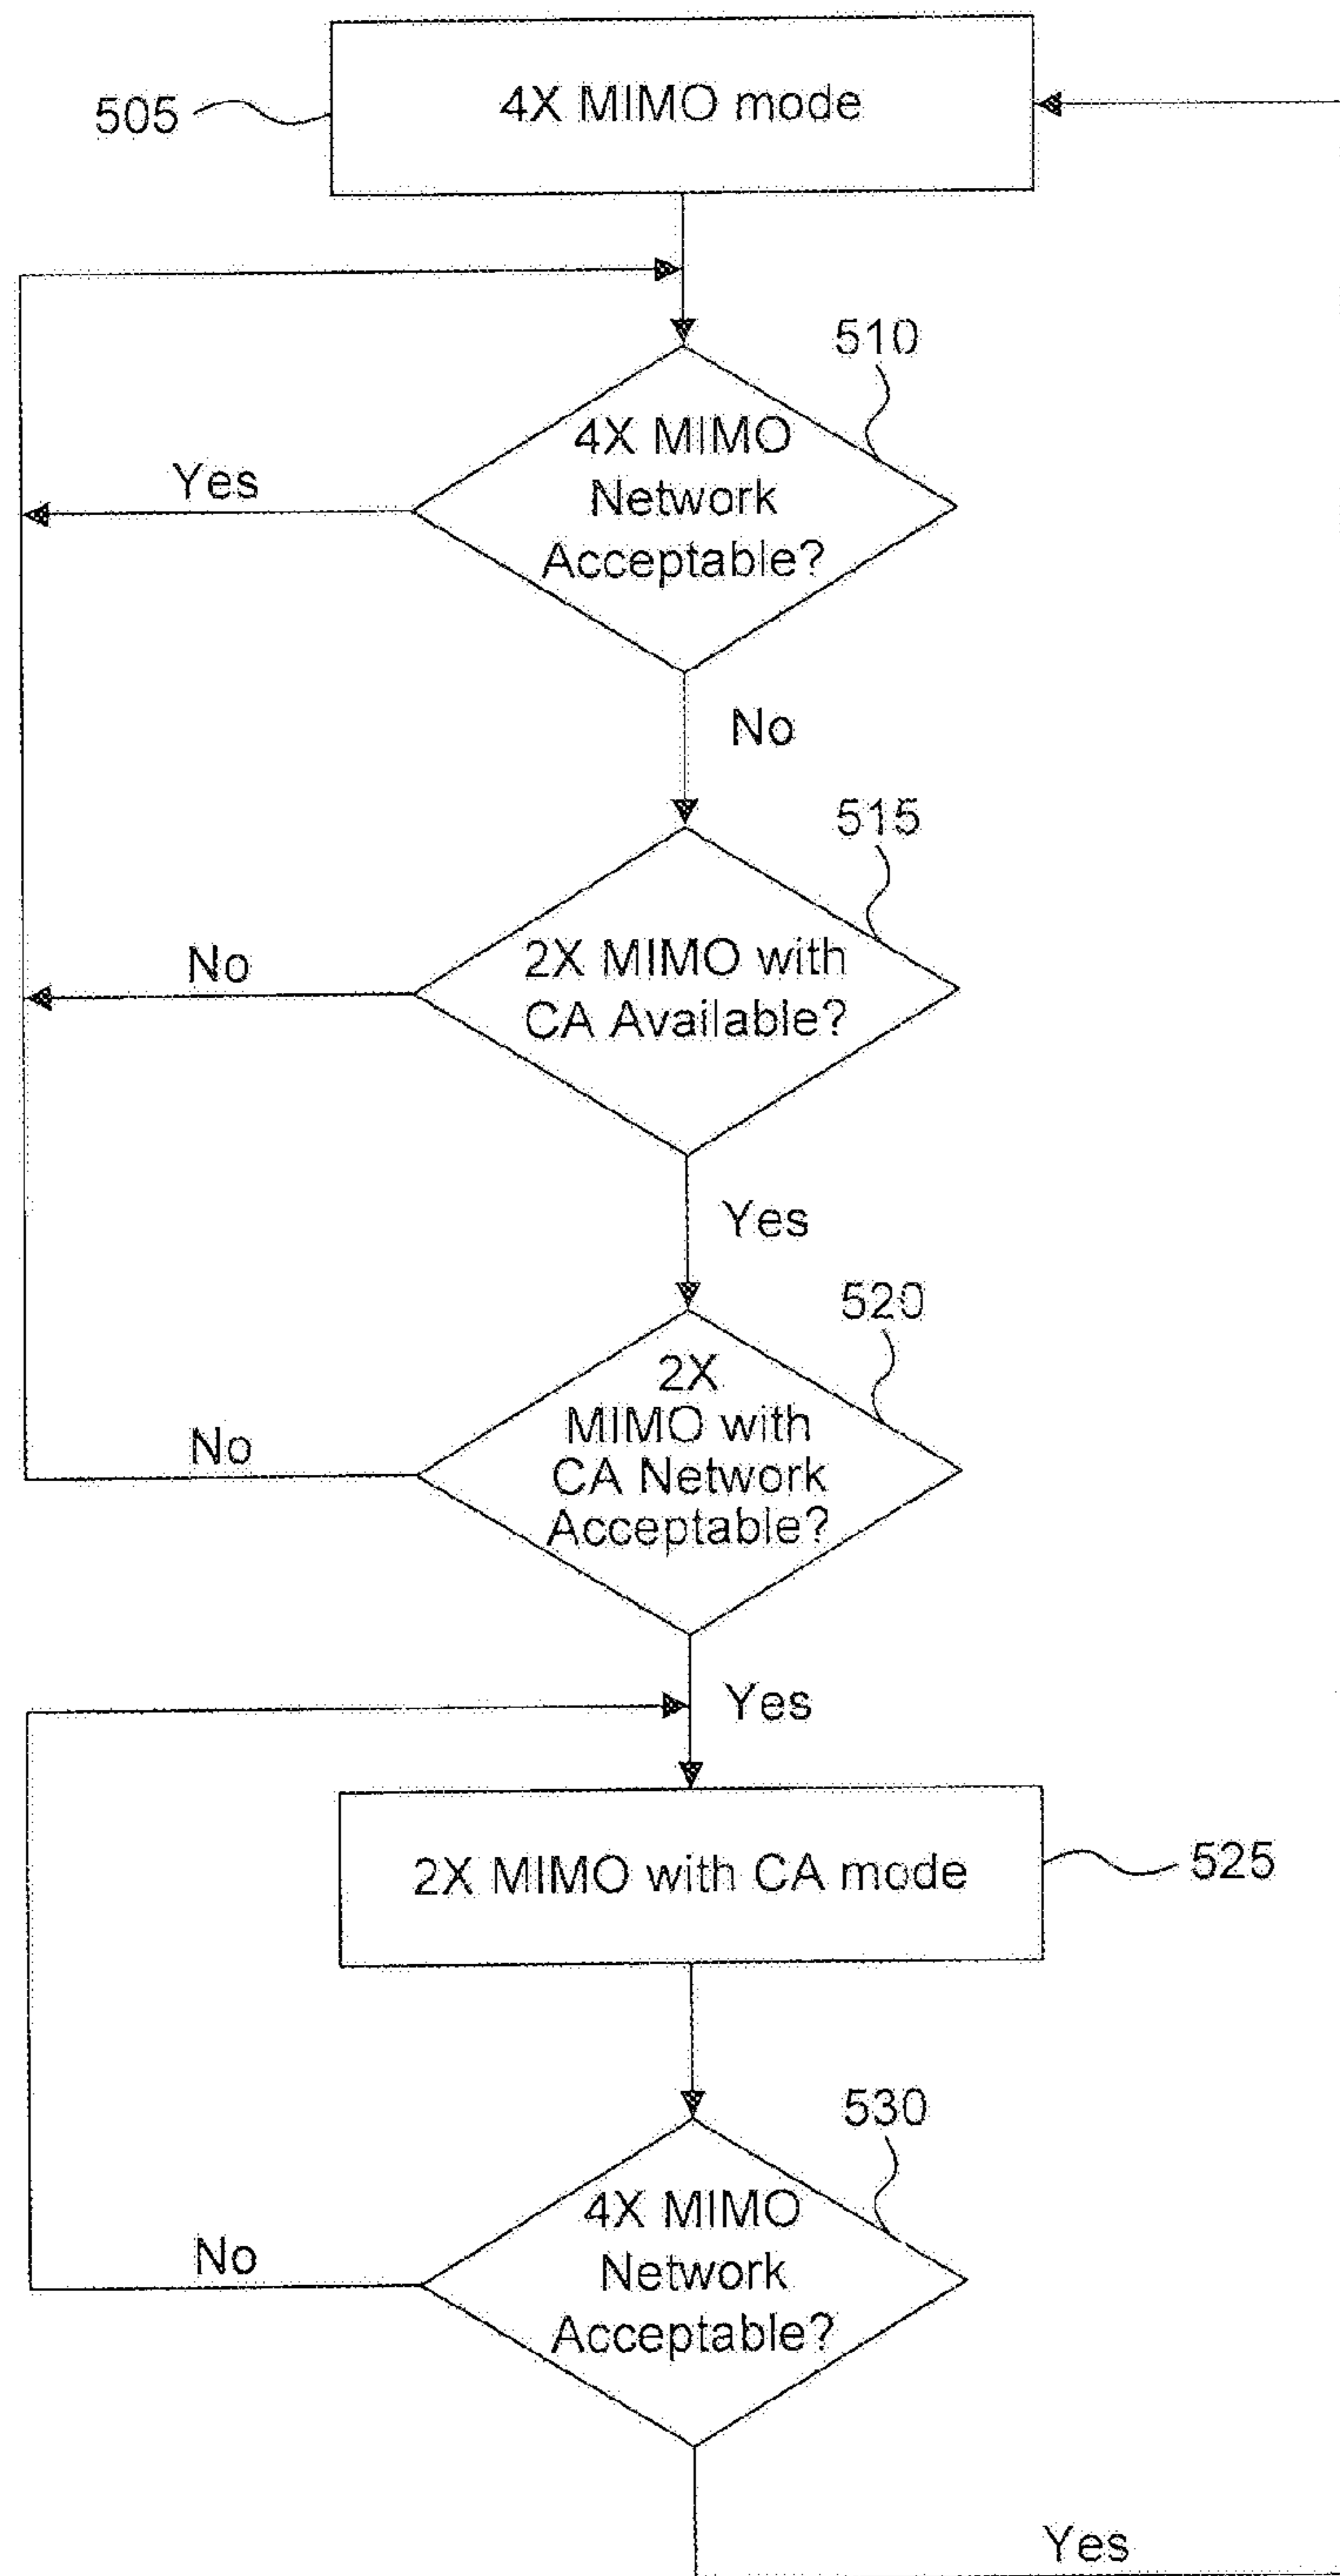 505
4X MIMO mode
510
4X MIMO
Network
Acceptable?
Yes
No
515
2X MIMO with
CA Available?
No
Yes
520
2X
MIMO with
CA Network
Acceptable?
No
Yes
2X MIMO with CA mode
525
530
4X MIMO
Network
Acceptable?
No
Yes